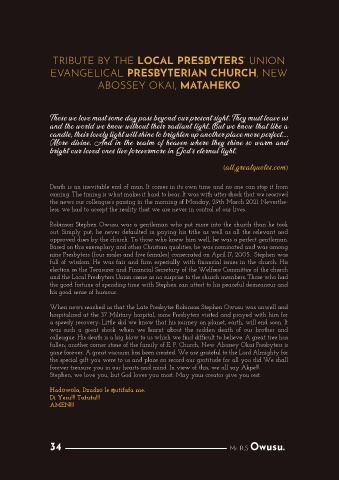 TRIBUTE BY THE LOCAL PRESBYTERS' UNION
EVANGELICAL PRESBYTERIAN CHURCH, NEW
ABOSSEY OKAI, MATAHEKO
Those we love most some day pass beyond our present sight. They must leave us
and the world we know without their radiant light. But we know that like a
candle, their lovely light will shine to brighten up another place more perfect....
More divine. And in the realm of heaven where they shine so warm and
bright our loved ones live forevermore in God's eternal light.
(all.greatquotes.com)
Death is an inevitable end of man. It comes in its own time and no one can stop it from
coming. The timing is what makes it hard to bear. It was with utter shock that we received
the news our colleague's passing in the morning of Monday, 29th March 2021. Neverthe-
less, we had to accept the reality that we are never in control of our lives.
Robinson Stephen Owusu was a gentleman who put more into the church than he took
out. Simply put, he never defaulted in paying his tithe as well as all the relevant and
approved dues by the church. To those who knew him well, he was a perfect gentleman.
Based on this exemplary and other Christian qualities, he was nominated and was among
nine Presbyters (four males and five females) consecrated on April 17, 2005. Stephen was
full of wisdom. He was fair and firm especially with financial issues in the church. His
election as the Treasurer and Financial Secretary of the Welfare Committee of the church
and the Local Presbyters Union came as no surprise to the church members. Those who had
the good fortune of spending time with Stephen can attest to his peaceful demeanour and
his good sense of humour.
When news reached us that the Late Presbyter Robinson Stephen Owusu was unwell and
hospitalized at the 37 Military hospital, some Presbyters visited and prayed with him for
a speedy recovery. Little did we know that his journey on planet, earth, will end soon. It
was such a great shock when we learnt about the sudden death of our brother and
colleague. His death is a big blow to us which we find difficult to believe. A great tree has
fallen; another corner stone of the family of E. P. Church, New Abossey Okai Presbyters is
gone forever. A great vacuum has been created. We are grateful to the Lord Almighty for
the special gift you were to us and place on record our gratitude for all you did. We shall
forever treasure you in our hearts and mind. In view of this, we all say Akpe!!!
Stephen, we love you, but God loves you most. May your creator give you rest.
AMEN!!!
34
Mr. R.S Owusu.